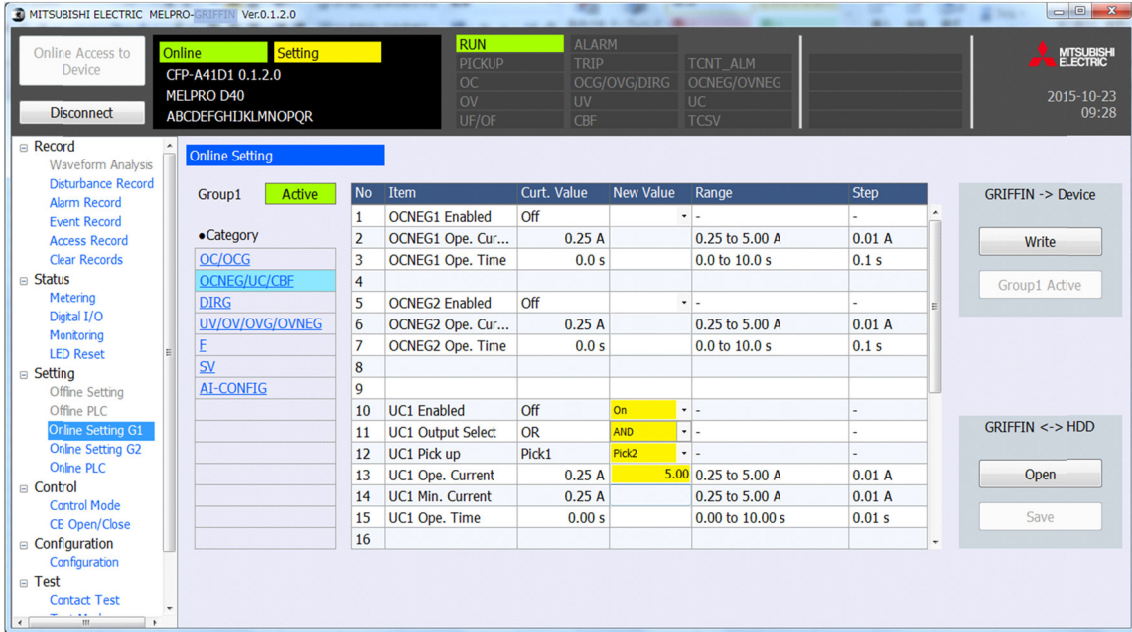 MITSUBISHI ELECTRIC MELPRO-GRIFFIN Ver.0.1.2.0
Online Access to Device
Disconnect
Online Setting
CFP-A41D1 0.1.2.0
MELPRO D40
ABCDEFGHIJKLMNOPQR
RUN ALARM
PICKUP TRIP TCNT_ALM
OC OCG/OVG/DIRG OCNEG/OVNEG
OV UV UC
UF/OF CBF TCSV
MITSUBISHI
ELECTRIC
2015-10-23
09:28
Record
Waveform Analysis
Disturbance Record
Alarm Record
Event Record
Access Record
Clear Records
Status
Metering
Digital I/O
Monitoring
LED Reset
Setting
Offline Setting
Offline PLC
Online Setting G1
Online Setting G2
Online PLC
Control
Control Mode
CB Open/Close
Configuration
Configuration
Test
Contact Test
Online Setting
Group1 Active
●Category
OC/OCG
OCNEG/UC/CBF
DIRG
UV/OV/OVG/OVNEG
F
SV
AI-CONFIG
No Item Curt. Value New Value Range Step
1 OCNEG1 Enabled Off - -
2 OCNEG1 Ope. Cur... 0.25 A 0.25 to 5.00 A 0.01 A
3 OCNEG1 Ope. Time 0.0 s 0.0 to 10.0 s 0.1 s
4
5 OCNEG2 Enabled Off - -
6 OCNEG2 Ope. Cur... 0.25 A 0.25 to 5.00 A 0.01 A
7 OCNEG2 Ope. Time 0.0 s 0.0 to 10.0 s 0.1 s
8
9
10 UC1 Enabled Off On - -
11 UC1 Output Select OR AND - -
12 UC1 Pick up Pick1 Pick2 - -
13 UC1 Ope. Current 0.25 A 5.00 0.25 to 5.00 A 0.01 A
14 UC1 Min. Current 0.25 A 0.25 to 5.00 A 0.01 A
15 UC1 Ope. Time 0.00 s 0.00 to 10.00 s 0.01 s
16
GRIFFIN -> Device
Write
Group1 Active
GRIFFIN <-> HDD
Open
Save